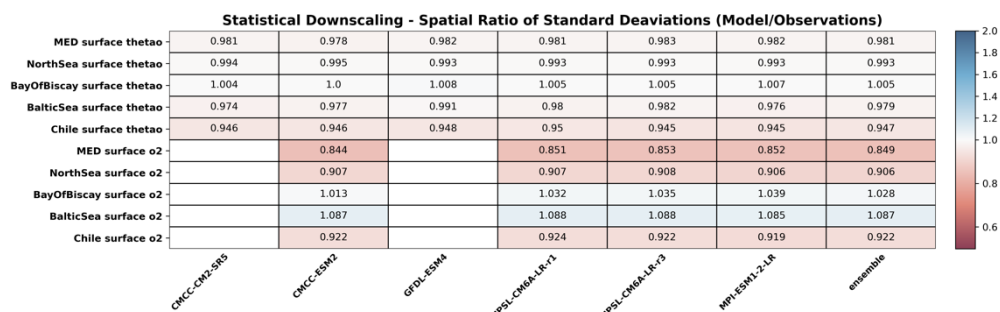 Statistical Downscaling - Spatial Ratio of Standard Deaviations (Model/Observations)
MED surface thetao 0.981 0.978 0.982 0.981 0.983 0.982 0.981
NorthSea surface thetao 0.994 0.995 0.993 0.993 0.993 0.993 0.993
BayOfBiscay surface thetao 1.004 1.0 1.008 1.005 1.005 1.007 1.005
BalticSea surface thetao 0.974 0.977 0.991 0.98 0.982 0.976 0.979
Chile surface thetao 0.946 0.946 0.948 0.95 0.945 0.945 0.947
MED surface o2 0.844 0.851 0.853 0.852 0.849
NorthSea surface o2 0.907 0.907 0.908 0.906 0.906
BayOfBiscay surface o2 1.013 1.032 1.035 1.039 1.028
BalticSea surface o2 1.087 1.088 1.088 1.085 1.087
Chile surface o2 0.922 0.924 0.922 0.919 0.922
CMCC-CM2-SR5 CMCC-ESM2 GFDL-ESM4 PSL-CM6A-LR-r1 PSL-CM6A-LR-r3 MPI-ESM1-2-LR ensemble
2.0
1.8
1.6
1.4
1.2
1.0
0.8
0.6